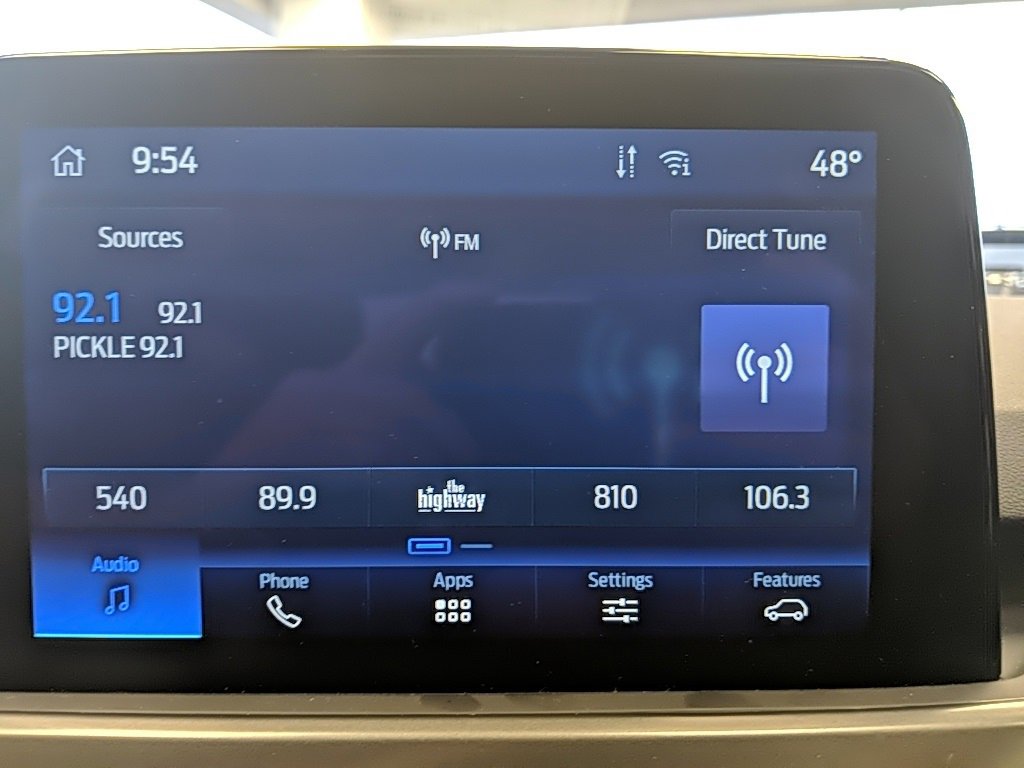 9:54 48°
Sources FM Direct Tune
92.1 92.1
PICKLE 92.1
540 89.9 the highway 810 106.3
Audio Phone Apps Settings Features